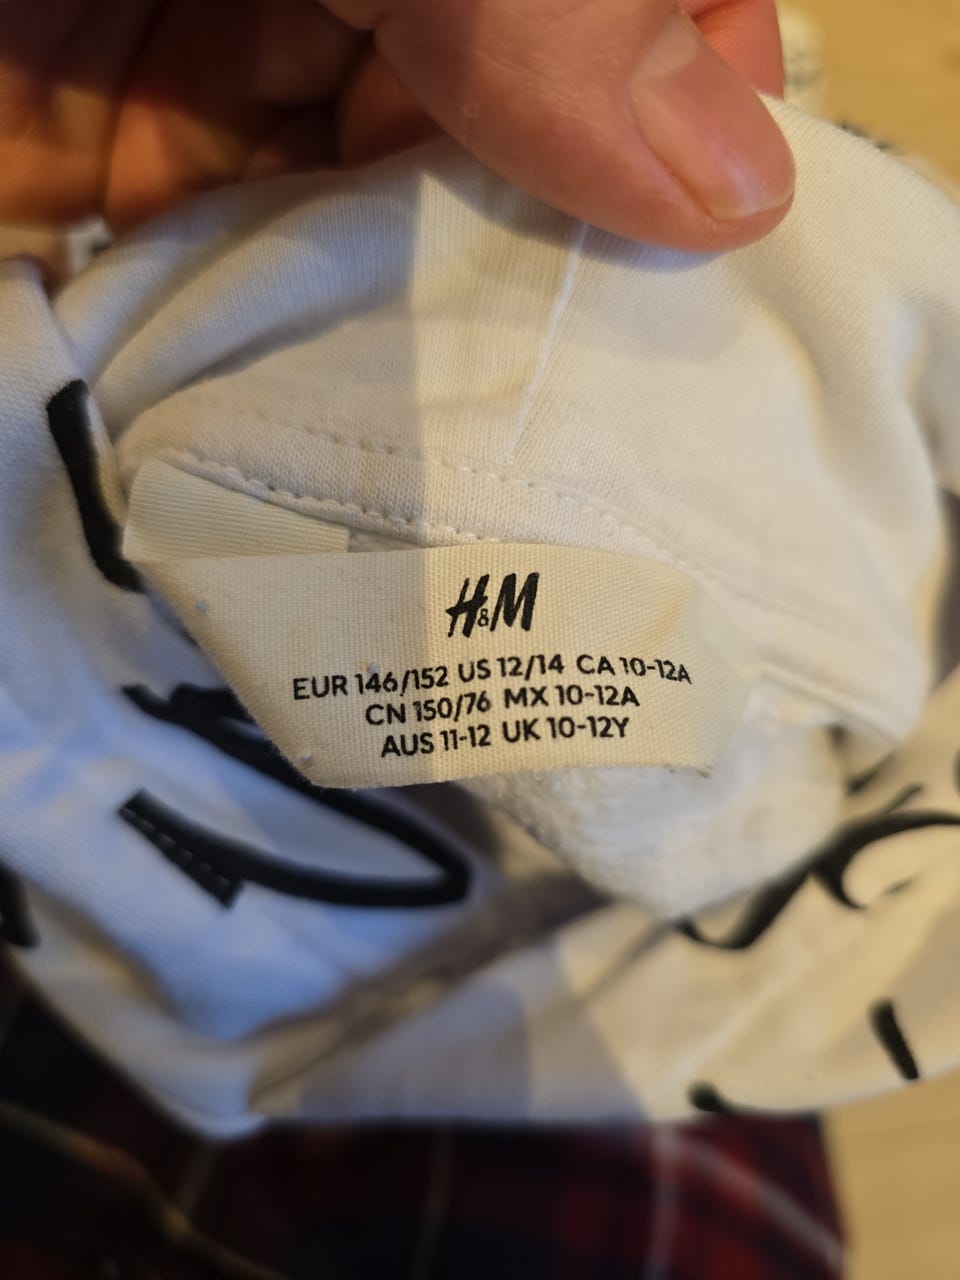 H&M
EUR 146/152 US 12/14 CA 10-12A
CN 150/76 MX 10-12A
AUS 11-12 UK 10-12Y